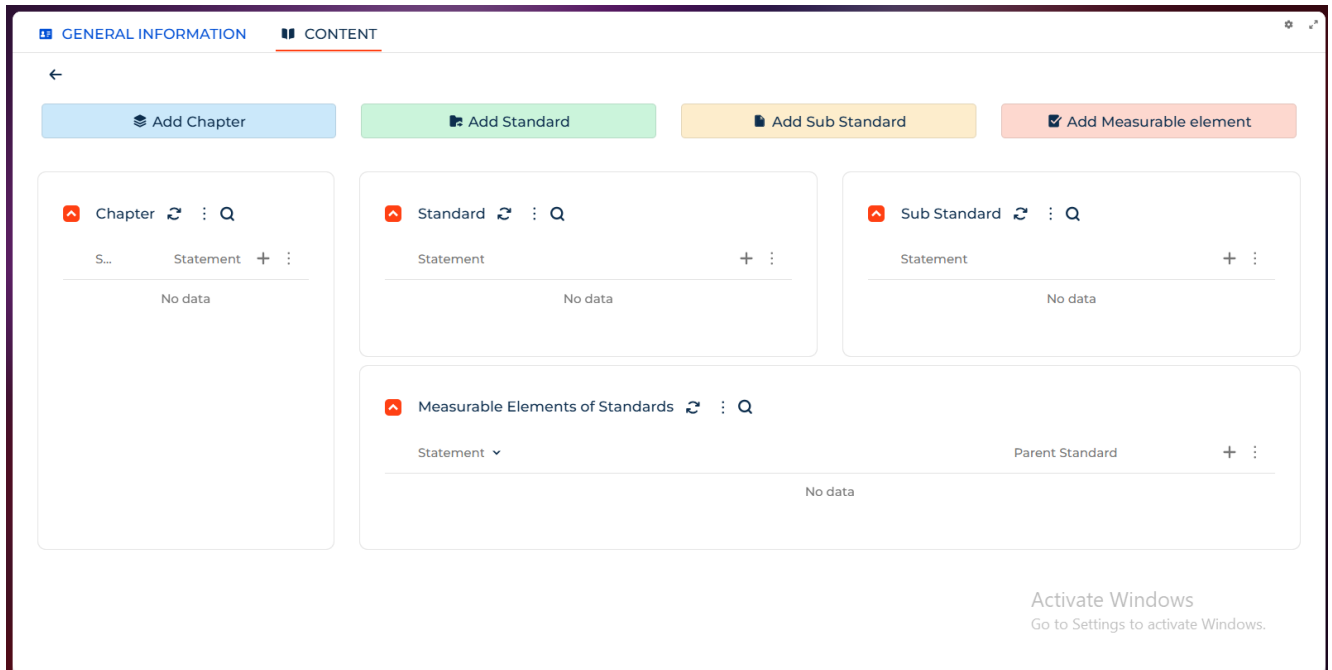 GENERAL INFORMATION CONTENT
Add Chapter Add Standard Add Sub Standard Add Measurable element
Chapter
S... Statement
No data
Standard
Statement
No data
Sub Standard
Statement
No data
Measurable Elements of Standards
Statement Parent Standard
No data
Activate Windows
Go to Settings to activate Windows.